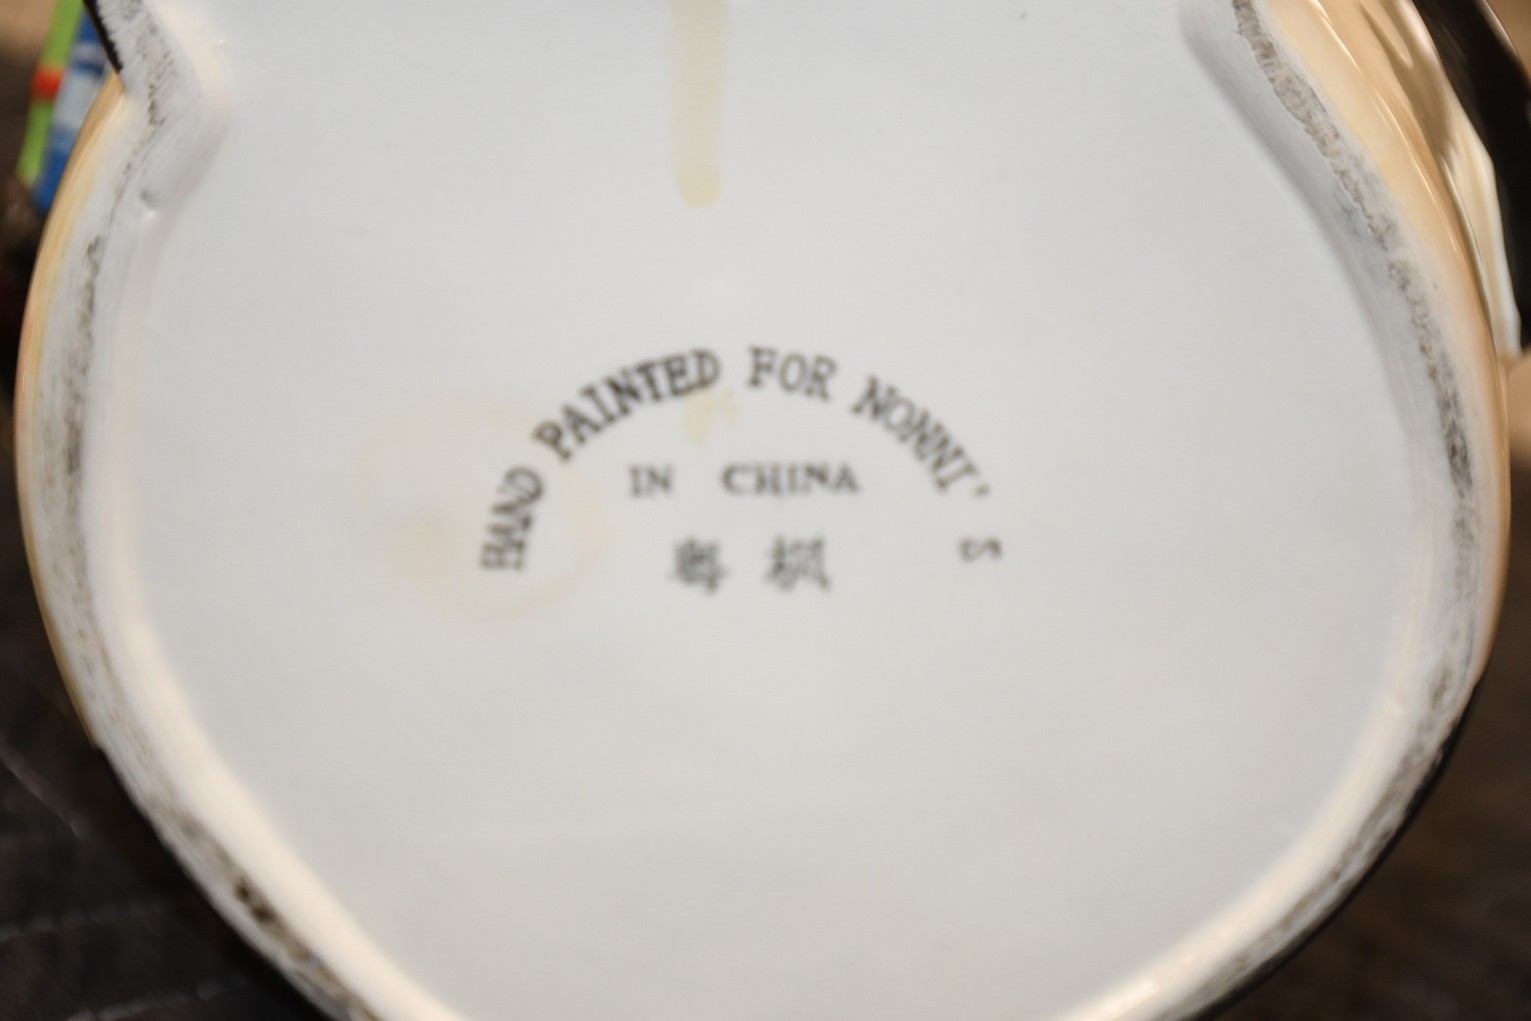 HAND PAINTED FOR NONNI'S
IN CHINA
粤枫